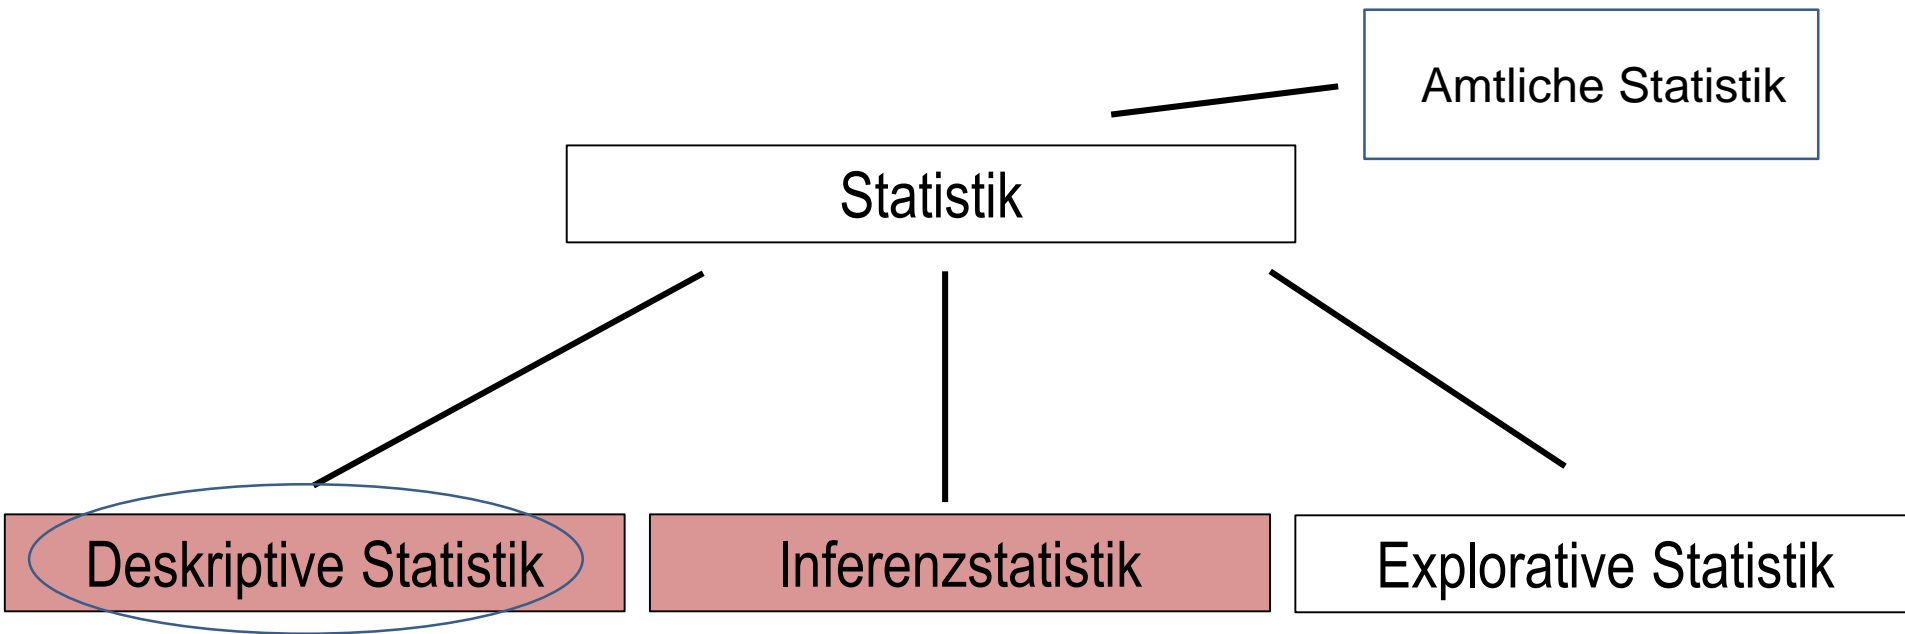 Amtliche Statistik
Statistik
Deskriptive Statistik
Inferenzstatistik
Explorative Statistik